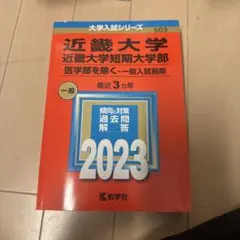 大学入試シリーズ
503
近畿大学
近畿大学短期大学部
医学部を除く－一般入試前期
最近3カ年
一般
傾向と対策
過去問
解答
2023
教学社